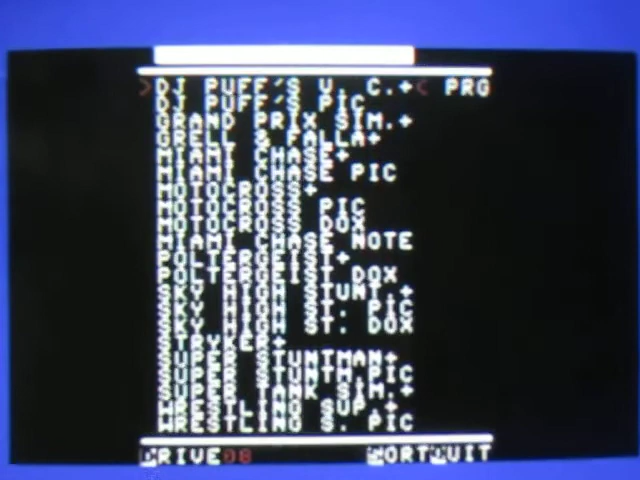 >DJ PUFF'S V. C.+< PRG
DJ PUFF'S PIC
GRAND PRIX SIM.+
GRELL & FALLA+
MIAMI CHASE+
MIAMI CHASE PIC
MOTOCROSS+
MOTOCROSS PIC
MOTOCROSS DOX
MIAMI CHASE NOTE
POLTERGEIST+
POLTERGEIST DOX
SKY HIGH STUNT.+
SKY HIGH ST. PIC
SKY HIGH ST. DOX
STRYKER+
SUPER STUNTMAN+
SUPER STUNTM.PIC
SUPER TANK SIM.+
WRESTLING SUP.+
WRESTLING S. PIC
DRIVE08 SORT QUIT